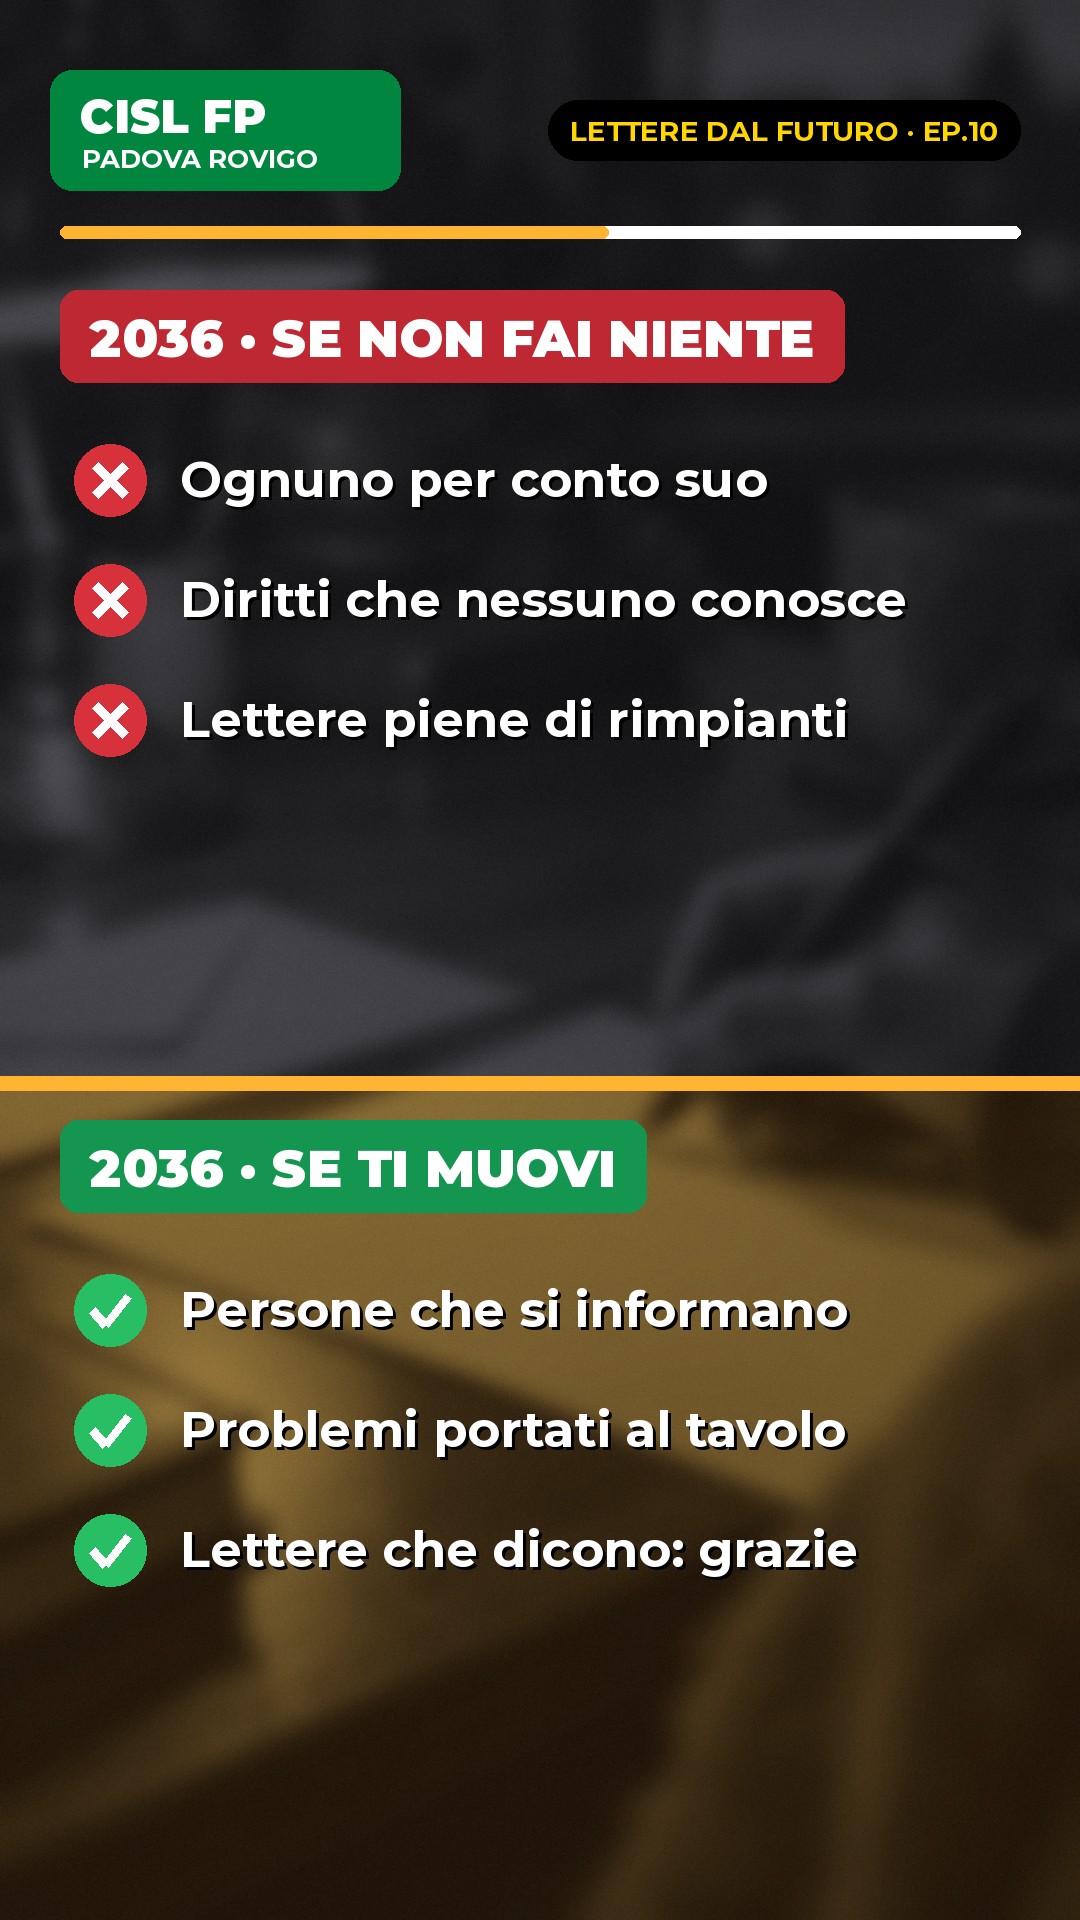 CISL FP
PADOVA ROVIGO
LETTERE DAL FUTURO · EP.10
2036 · SE NON FAI NIENTE
Ognuno per conto suo
Diritti che nessuno conosce
Lettere piene di rimpianti
2036 · SE TI MUOVI
Persone che si informano
Problemi portati al tavolo
Lettere che dicono: grazie